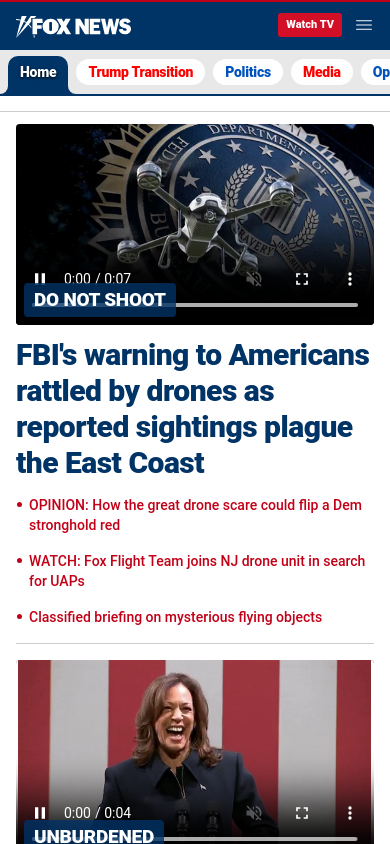 FOX NEWS
Watch TV
Home
Trump Transition
Politics
Media
Op
DEPARTMENT OF
0:00 / 0:07
DO NOT SHOOT
FBI's warning to Americans
rattled by drones as
reported sightings plague
the East Coast
• OPINION: How the great drone scare could flip a Dem
stronghold red
• WATCH: Fox Flight Team joins NJ drone unit in search
for UAPs
• Classified briefing on mysterious flying objects
0:00 / 0:04
UNBURDENED